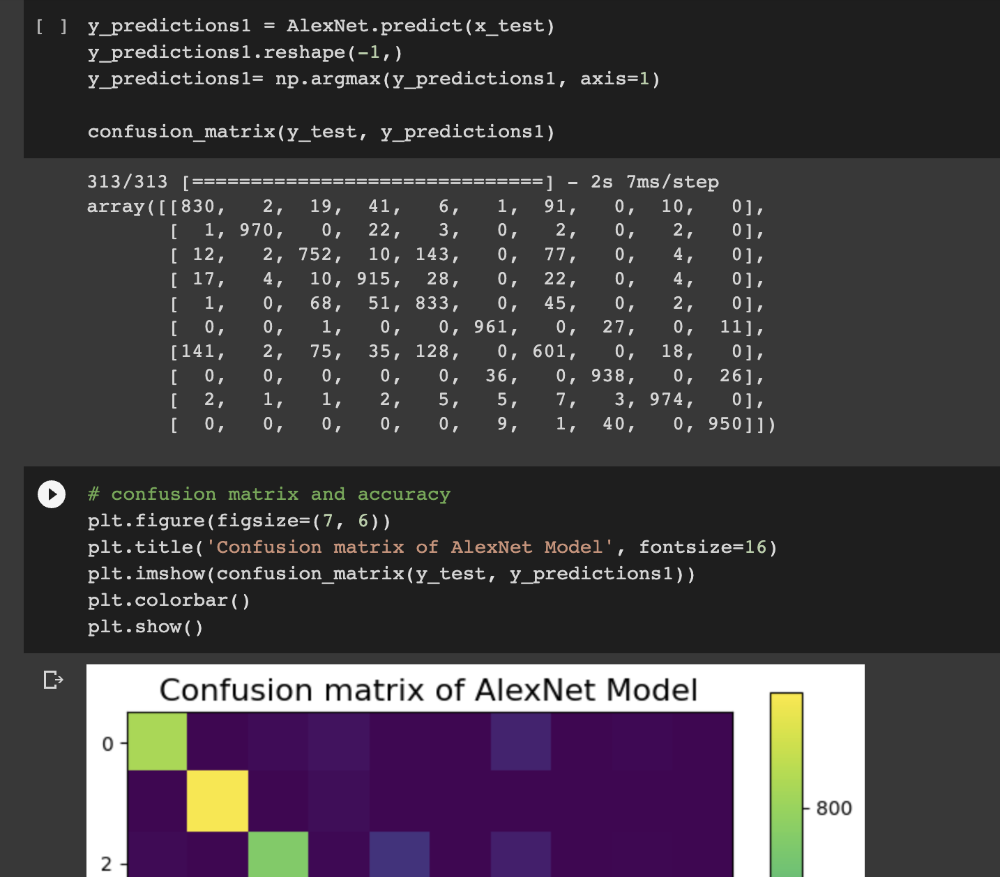 [ ] y_predictions1 = AlexNet.predict(x_test)
y_predictions1.reshape(-1,)
y_predictions1= np.argmax(y_predictions1, axis=1)
confusion_matrix(y_test, y_predictions1)
313/313 [==============================] - 2s 7ms/step
array([[830,   2,  19,  41,   6,   1,  91,   0,  10,   0],
       [  1, 970,   0,  22,   3,   0,   2,   0,   2,   0],
       [ 12,   2, 752,  10, 143,   0,  77,   0,   4,   0],
       [ 17,   4,  10, 915,  28,   0,  22,   0,   4,   0],
       [  1,   0,  68,  51, 833,   0,  45,   0,   2,   0],
       [  0,   0,   1,   0,   0, 961,   0,  27,   0,  11],
       [141,   2,  75,  35, 128,   0, 601,   0,  18,   0],
       [  0,   0,   0,   0,   0,  36,   0, 938,   0,  26],
       [  2,   1,   1,   2,   5,   5,   7,   3, 974,   0],
       [  0,   0,   0,   0,   0,   9,   1,  40,   0, 950]])
# confusion matrix and accuracy
plt.figure(figsize=(7, 6))
plt.title('Confusion matrix of AlexNet Model', fontsize=16)
plt.imshow(confusion_matrix(y_test, y_predictions1))
plt.colorbar()
plt.show()
Confusion matrix of AlexNet Model
0
800
2